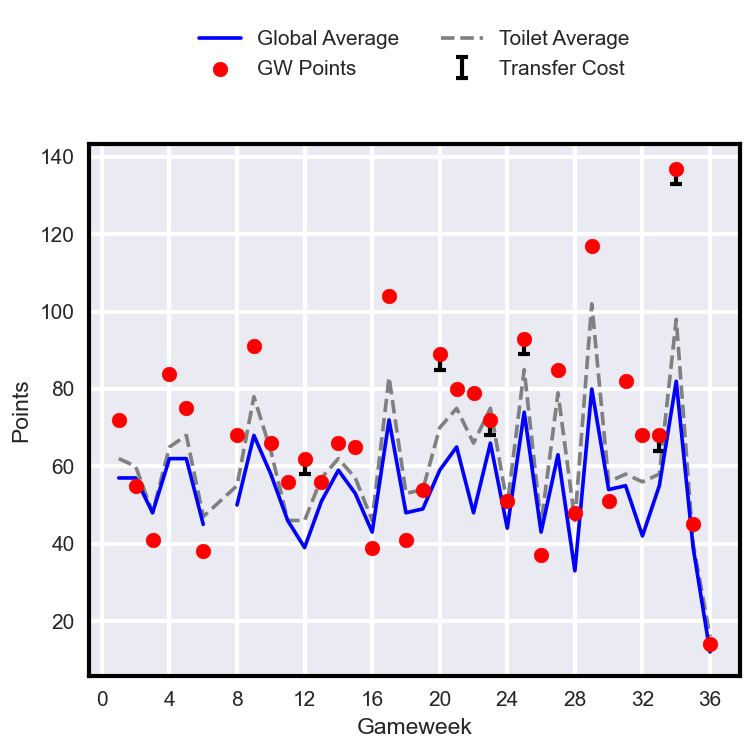 Global Average
Toilet Average
GW Points
Transfer Cost
140
120
100
80
60
40
20
Points
0 4 8 12 16 20 24 28 32 36
Gameweek